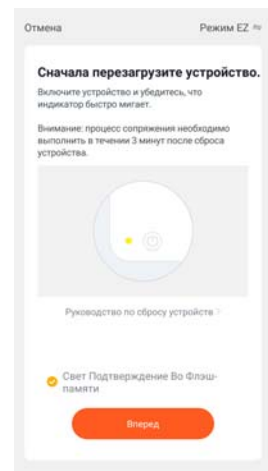 Отмена
Режим EZ
Сначала перезагрузите устройство.
Включите устройство и убедитесь, что
индикатор быстро мигает.
Внимание: процесс сопряжения необходимо
выполнить в течении 3 минут после сброса
устройства.
Руководство по сбросу устройств
Свет Подтверждение Во Флэш-
памяти
Вперед